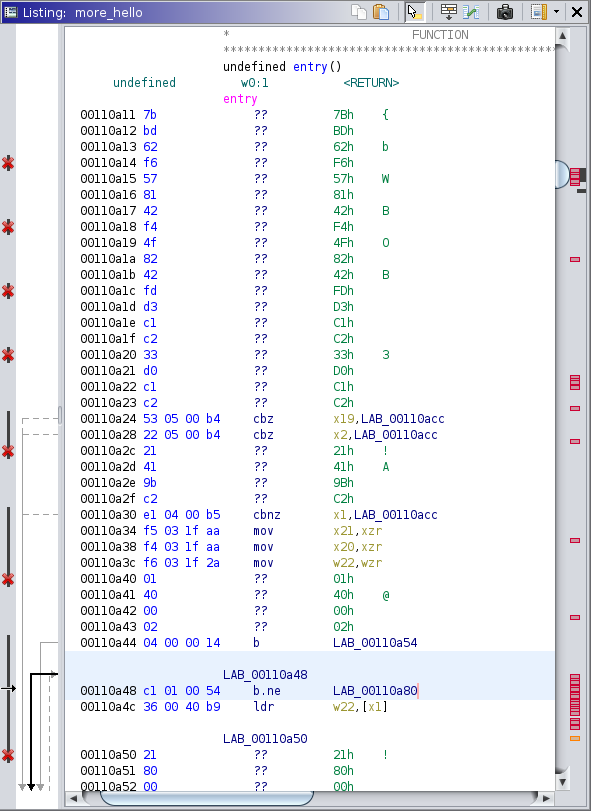 Listing: more_hello
* FUNCTION
************************************************
undefined entry()
undefined w0:1 <RETURN>
entry
00110a11 7b ?? 7Bh {
00110a12 bd ?? BDh
00110a13 62 ?? 62h b
00110a14 f6 ?? F6h
00110a15 57 ?? 57h W
00110a16 81 ?? 81h
00110a17 42 ?? 42h B
00110a18 f4 ?? F4h
00110a19 4f ?? 4Fh O
00110a1a 82 ?? 82h
00110a1b 42 ?? 42h B
00110a1c fd ?? FDh
00110a1d d3 ?? D3h
00110a1e c1 ?? C1h
00110a1f c2 ?? C2h
00110a20 33 ?? 33h 3
00110a21 d0 ?? D0h
00110a22 c1 ?? C1h
00110a23 c2 ?? C2h
00110a24 53 05 00 b4 cbz x19,LAB_00110acc
00110a28 22 05 00 b4 cbz x2,LAB_00110acc
00110a2c 21 ?? 21h !
00110a2d 41 ?? 41h A
00110a2e 9b ?? 9Bh
00110a2f c2 ?? C2h
00110a30 e1 04 00 b5 cbnz x1,LAB_00110acc
00110a34 f5 03 1f aa mov x21,xzr
00110a38 f4 03 1f aa mov x20,xzr
00110a3c f6 03 1f 2a mov w22,wzr
00110a40 01 ?? 01h
00110a41 40 ?? 40h @
00110a42 00 ?? 00h
00110a43 02 ?? 02h
00110a44 04 00 00 14 b LAB_00110a54
LAB_00110a48
00110a48 c1 01 00 54 b.ne LAB_00110a80
00110a4c 36 00 40 b9 ldr w22,[x1]
LAB_00110a50
00110a50 21 ?? 21h !
00110a51 80 ?? 80h
00110a52 00 ?? 00h